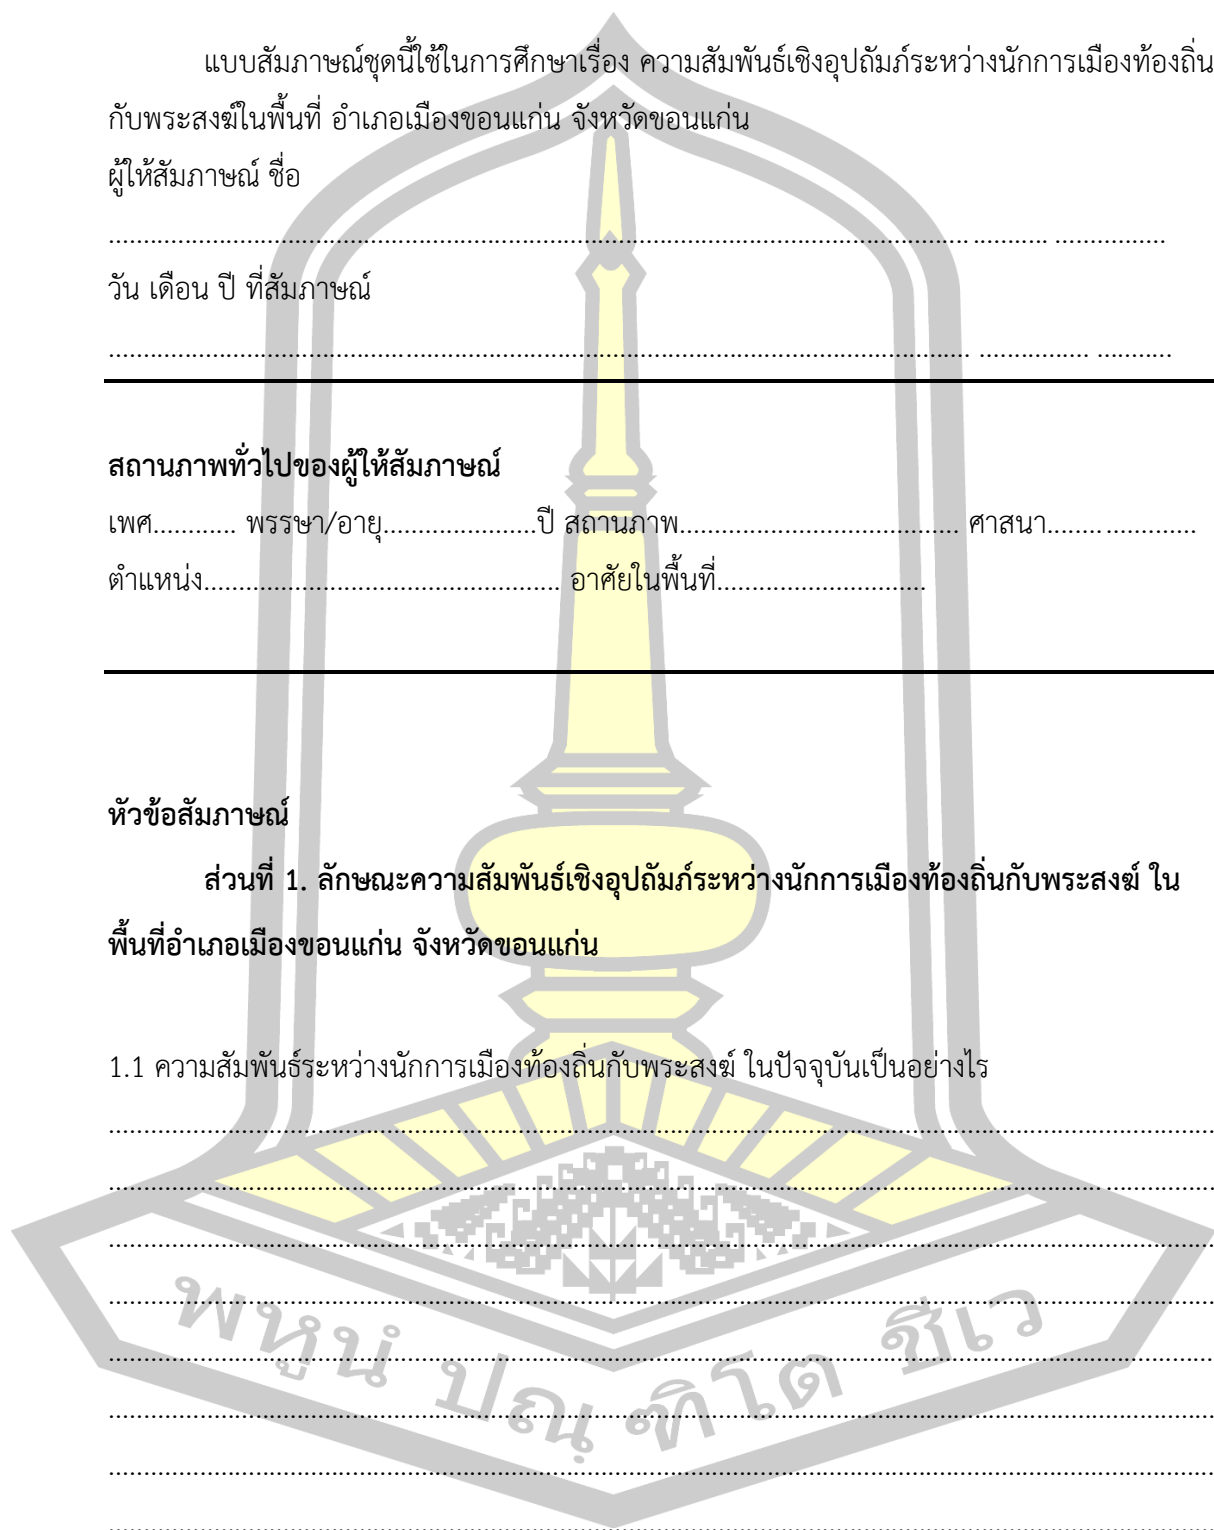 แบบสัมภาษณ์ชุดนี้ใช้ในการศึกษาเรื่อง ความสัมพันธ์เชิงอุปถัมภ์ระหว่างนักการเมืองท้องถิ่น
กับพระสงฆ์ในพื้นที่ อำเภอเมืองขอนแก่น จังหวัดขอนแก่น
ผู้ให้สัมภาษณ์ ชื่อ
................................................................................................................................ ........... ................
วัน เดือน ปี ที่สัมภาษณ์
................................................................................................................................ ................ ...........
สถานภาพทั่วไปของผู้ให้สัมภาษณ์
เพศ............ พรรษา/อายุ......................ปี สถานภาพ........................................ ศาสนา.....................
ตำแหน่ง................................................... อาศัยในพื้นที่..............................
หัวข้อสัมภาษณ์
ส่วนที่ 1. ลักษณะความสัมพันธ์เชิงอุปถัมภ์ระหว่างนักการเมืองท้องถิ่นกับพระสงฆ์ ใน
พื้นที่อำเภอเมืองขอนแก่น จังหวัดขอนแก่น
1.1 ความสัมพันธ์ระหว่างนักการเมืองท้องถิ่นกับพระสงฆ์ ในปัจจุบันเป็นอย่างไร
พหูนํ ปณฺฑิโต ชีเว